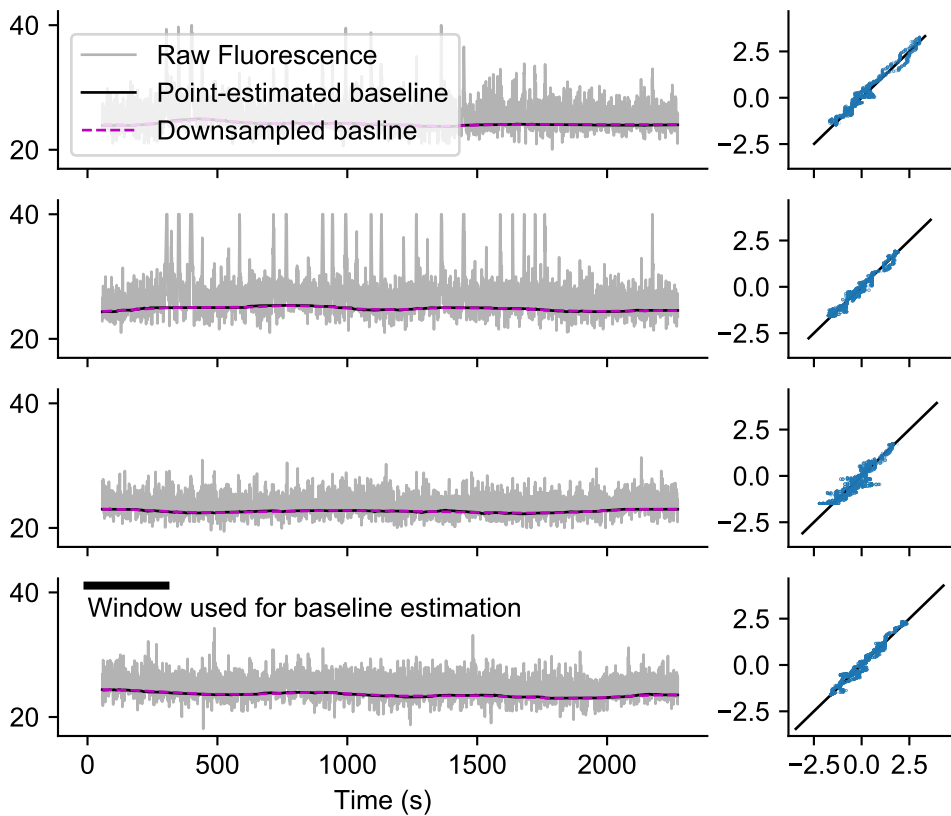 40
20
Raw Fluorescence
Point-estimated baseline
Downsampled basline
2.5
0.0
−2.5
40
20
2.5
0.0
−2.5
40
20
2.5
0.0
−2.5
40
20
Window used for baseline estimation
2.5
0.0
−2.5
0 500 1000 1500 2000
−2.5 0.0 2.5
Time (s)